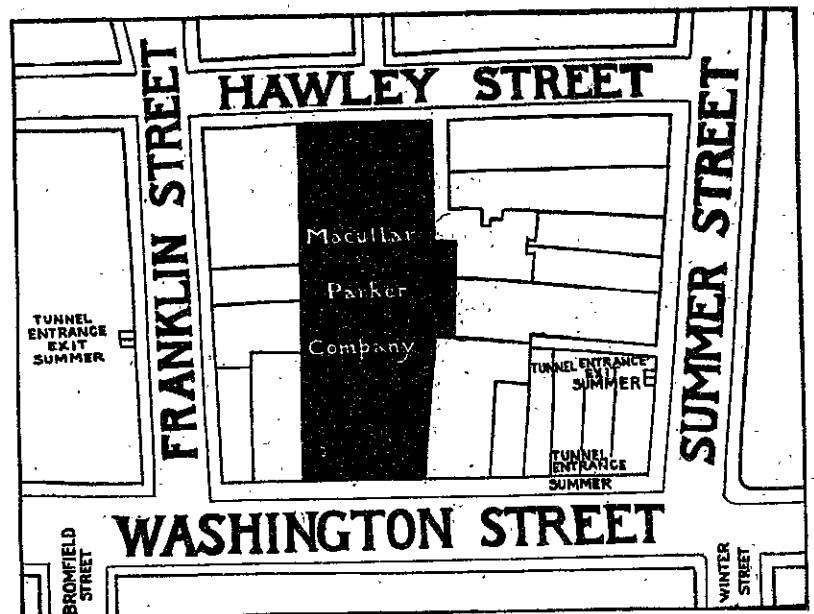 HAWLEY STREET
FRANKLIN STREET
SUMMER STREET
Macullar
Parker
Company
TUNNEL
ENTRANCE
EXIT
SUMMER
TUNNEL ENTRANCE
EXIT
SUMMER
TUNNEL
ENTRANCE
SUMMER
WASHINGTON STREET
BROMFIELD
STREET
WINTER
STREET